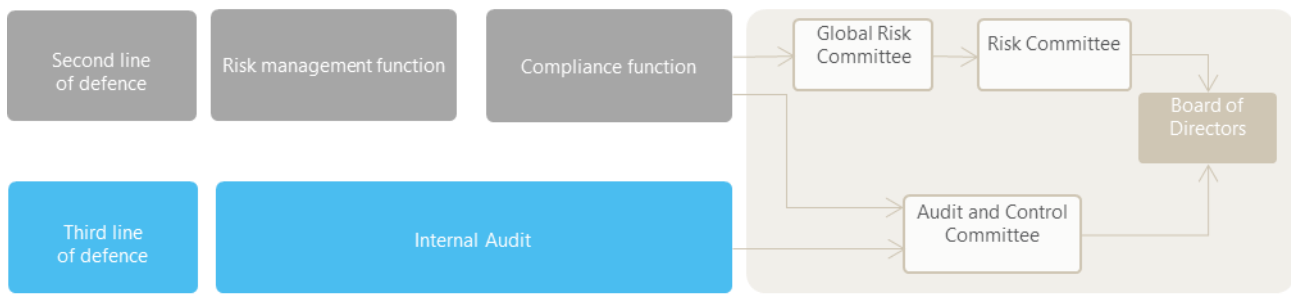 Second line
of defence
Risk management function
Compliance function
Global Risk
Committee
Risk Committee
Board of
Directors
Third line
of defence
Internal Audit
Audit and Control
Committee